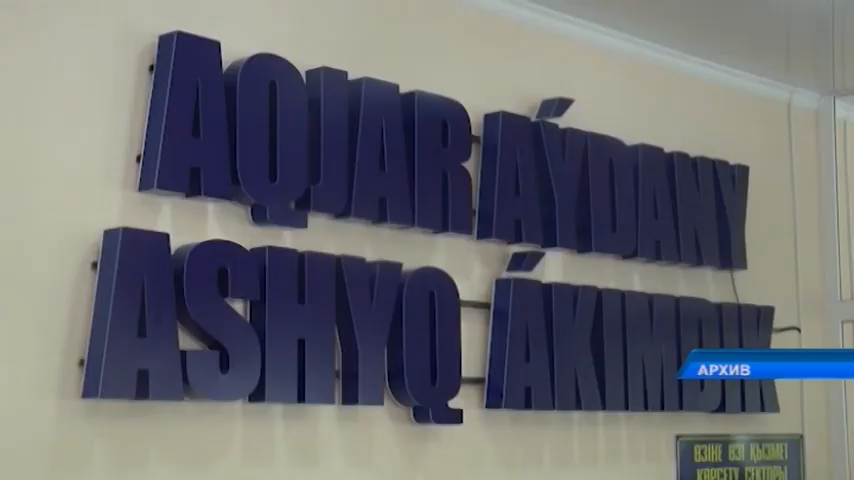 AQJAR AÝDANY
ASHYQ ÁKIMDIK
АРХИВ
ӨЗІНЕ ӨЗІ ҚЫЗМЕТ
КӨРСЕТУ СЕКТОРЫ